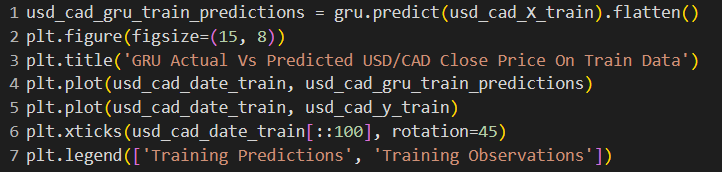 1 usd_cad_gru_train_predictions = gru.predict(usd_cad_X_train).flatten()
2 plt.figure(figsize=(15, 8))
3 plt.title('GRU Actual Vs Predicted USD/CAD Close Price On Train Data')
4 plt.plot(usd_cad_date_train, usd_cad_gru_train_predictions)
5 plt.plot(usd_cad_date_train, usd_cad_y_train)
6 plt.xticks(usd_cad_date_train[::100], rotation=45)
7 plt.legend(['Training Predictions', 'Training Observations'])